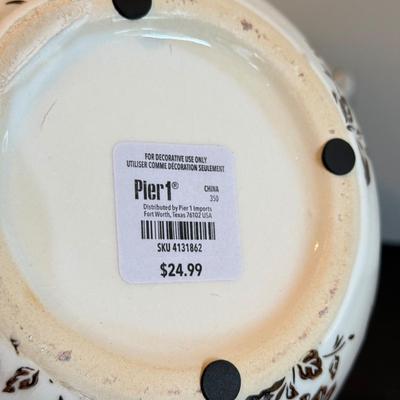 FOR DECORATIVE USE ONLY
UTILISER COMME DÉCORATION SEULEMENT
Pier1® CHINA
350
Distributed by Pier 1 Imports
Fort Worth, Texas 76102 USA
SKU 4131862
$24.99